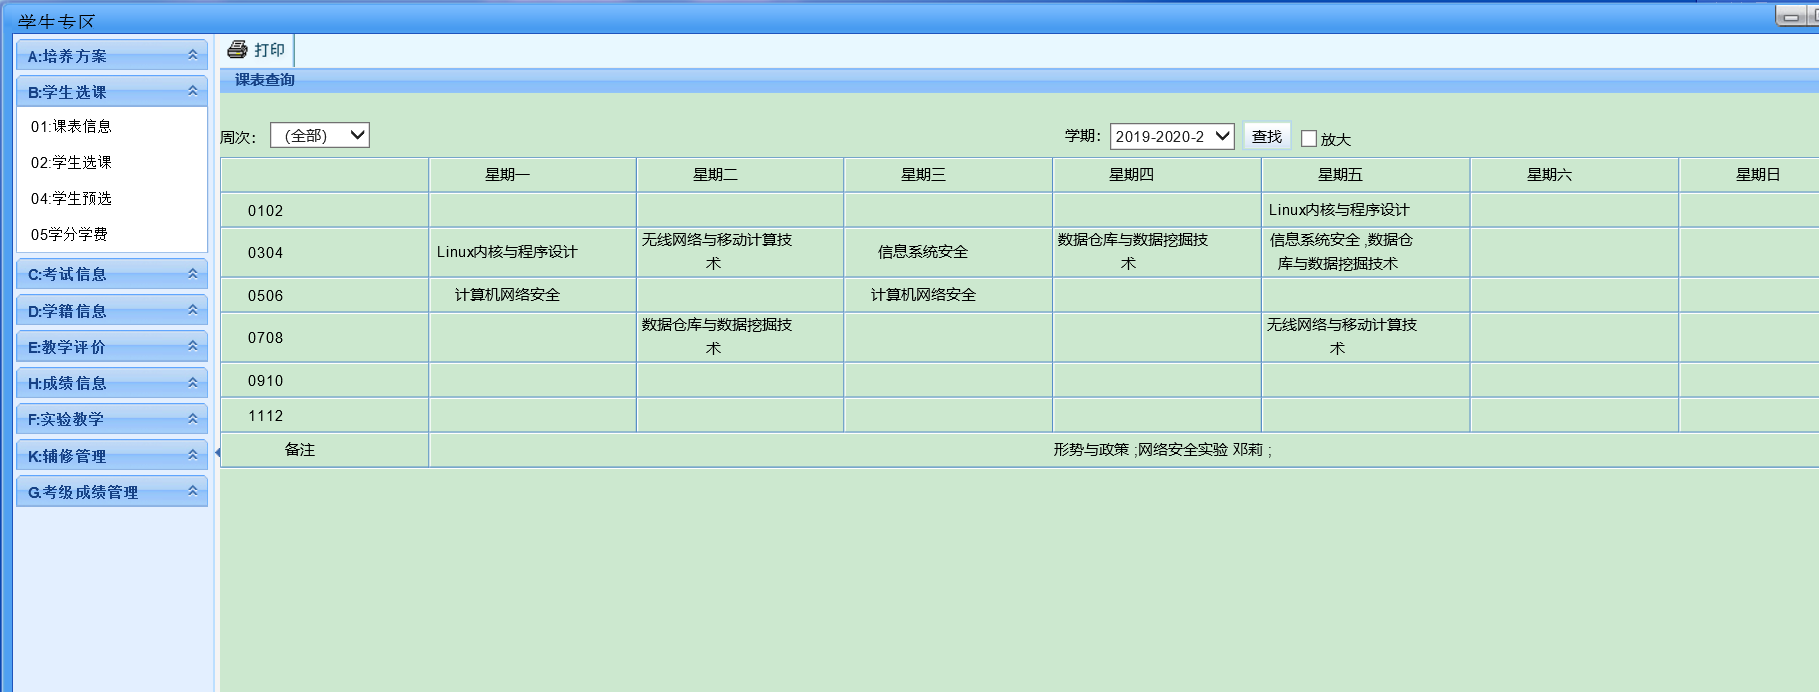 学生专区
A:培养方案
B:学生选课
01:课表信息
02:学生选课
04:学生预选
05学分学费
C:考试信息
D:学籍信息
E:教学评价
H:成绩信息
F:实验教学
K:辅修管理
G.考级成绩管理
打印
课表查询
周次: (全部) 学期: 2019-2020-2 查找 放大
星期一 星期二 星期三 星期四 星期五 星期六 星期日
0102 Linux内核与程序设计
0304 Linux内核与程序设计 无线网络与移动计算技 信息系统安全 数据仓库与数据挖掘技 信息系统安全 ,数据仓
术 术 库与数据挖掘技术
0506 计算机网络安全 计算机网络安全
0708 数据仓库与数据挖掘技 无线网络与移动计算技
术 术
0910
1112
备注 形势与政策 ;网络安全实验 邓莉 ;